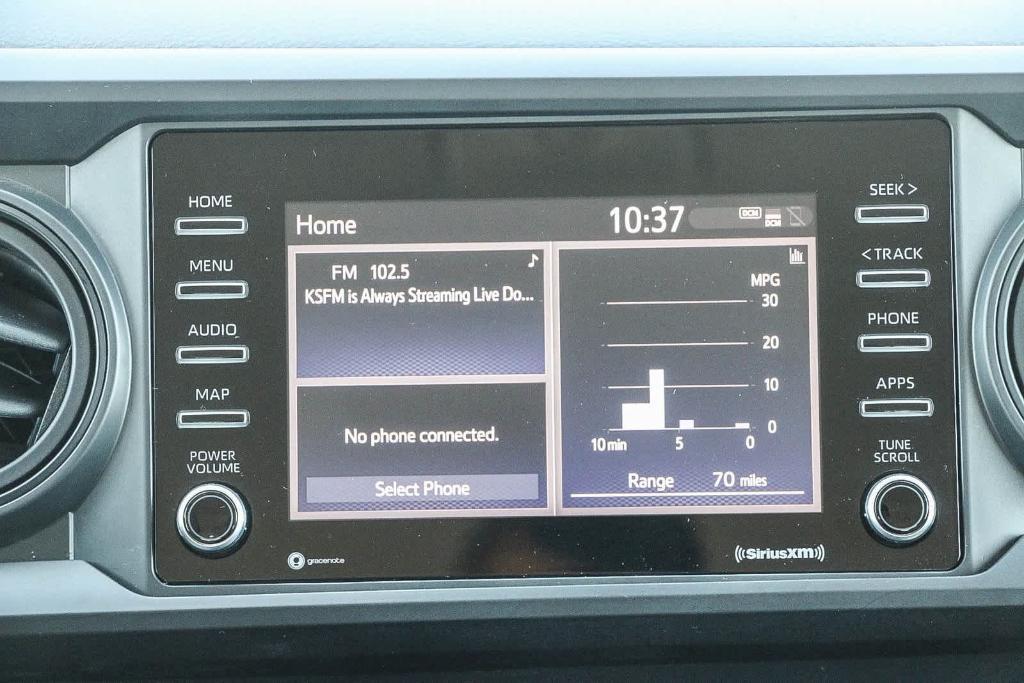 HOME
MENU
AUDIO
MAP
POWER
VOLUME
Home
10:37
DCM
DCM
FM 102.5
KSFM is Always Streaming Live Do...
No phone connected.
Select Phone
MPG
30
20
10
0
10 min 5 0
Range 70 miles
SEEK >
< TRACK
PHONE
APPS
TUNE
SCROLL
gracenote
((SiriusXM))